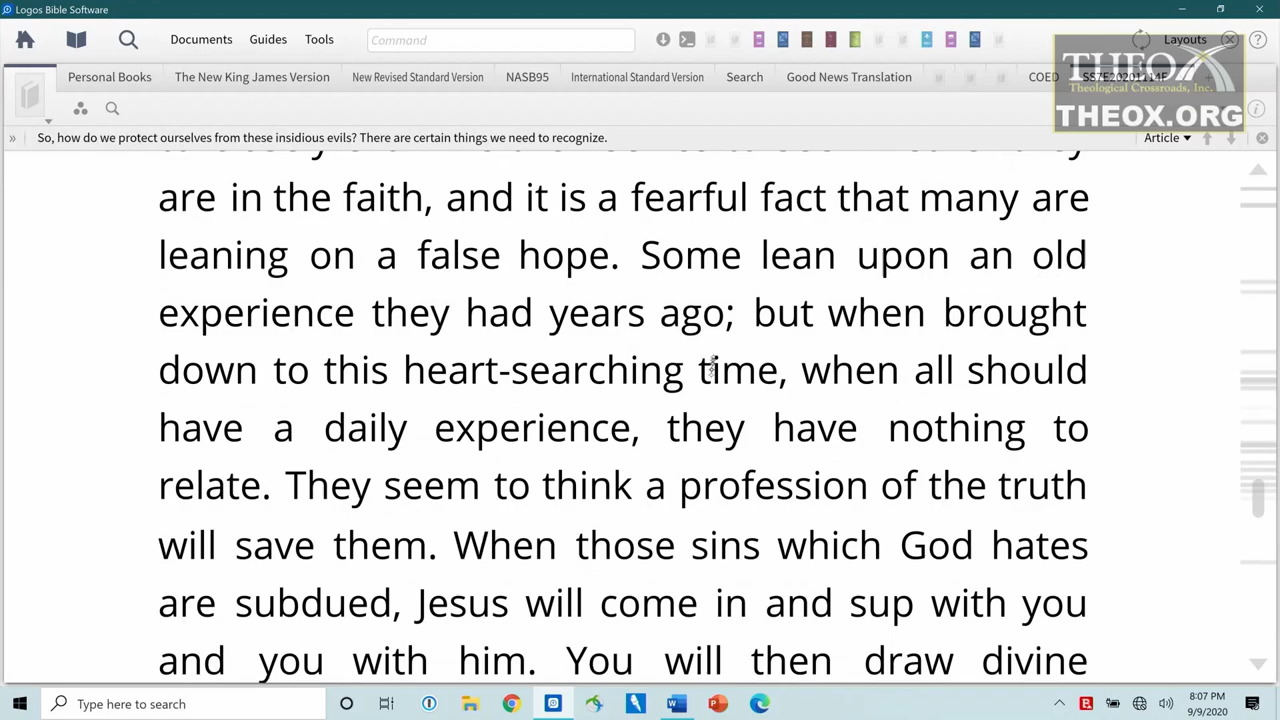 Logos Bible Software
Documents Guides Tools Command Layouts
Personal Books The New King James Version New Revised Standard Version NASB95 International Standard Version Search Good News Translation COED SS7E20201114F
THEOX
Theological Crossroads, Inc.
THEOX.ORG
So, how do we protect ourselves from these insidious evils? There are certain things we need to recognize. Article
are in the faith, and it is a fearful fact that many are
leaning on a false hope. Some lean upon an old
experience they had years ago; but when brought
down to this heart-searching time, when all should
have a daily experience, they have nothing to
relate. They seem to think a profession of the truth
will save them. When those sins which God hates
are subdued, Jesus will come in and sup with you
and you with him. You will then draw divine
Type here to search
8:07 PM
9/9/2020